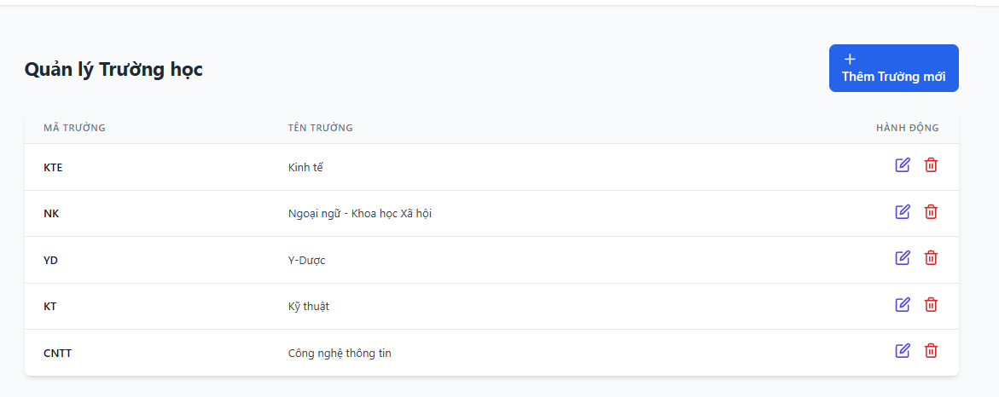 Quản lý Trường học
Thêm Trường mới
MÃ TRƯỜNG TÊN TRƯỜNG HÀNH ĐỘNG
KTE Kinh tế
NK Ngoại ngữ - Khoa học Xã hội
YD Y-Dược
KT Kỹ thuật
CNTT Công nghệ thông tin